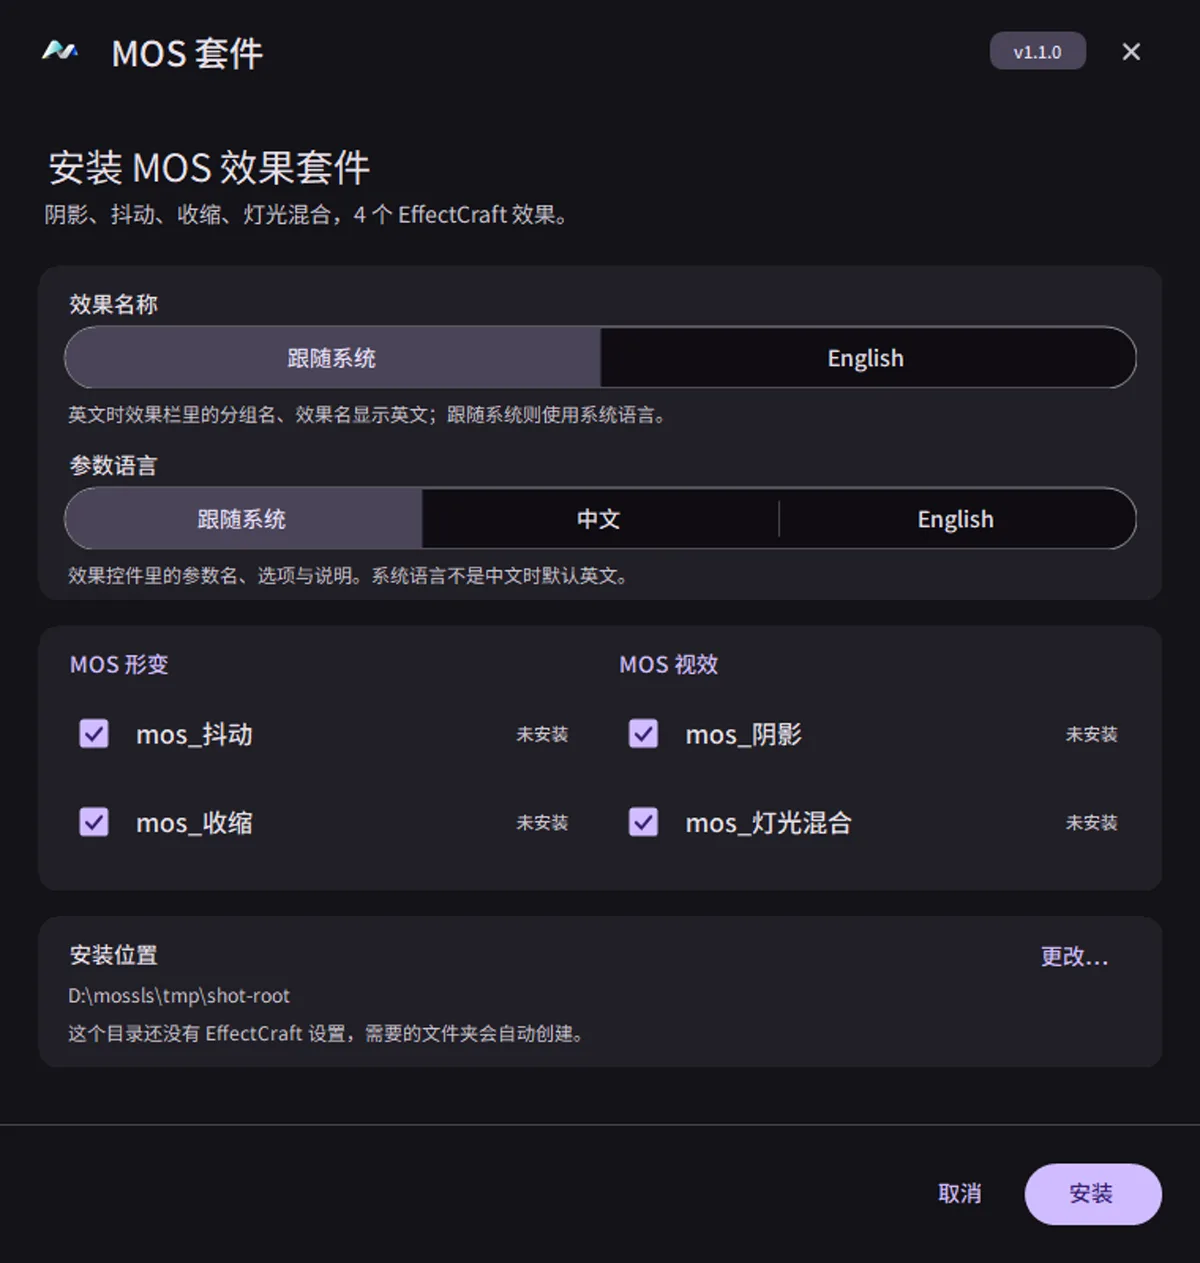 MOS 套件
v1.1.0
安装 MOS 效果套件
阴影、抖动、收缩、灯光混合，4 个 EffectCraft 效果。
效果名称
跟随系统
English
英文时效果栏里的分组名、效果名显示英文；跟随系统则使用系统语言。
参数语言
跟随系统
中文
English
效果控件里的参数名、选项与说明。系统语言不是中文时默认英文。
MOS 形变
MOS 视效
mos_抖动
未安装
mos_阴影
未安装
mos_收缩
未安装
mos_灯光混合
未安装
安装位置
更改...
D:\mossls\tmp\shot-root
这个目录还没有 EffectCraft 设置，需要的文件夹会自动创建。
取消
安装